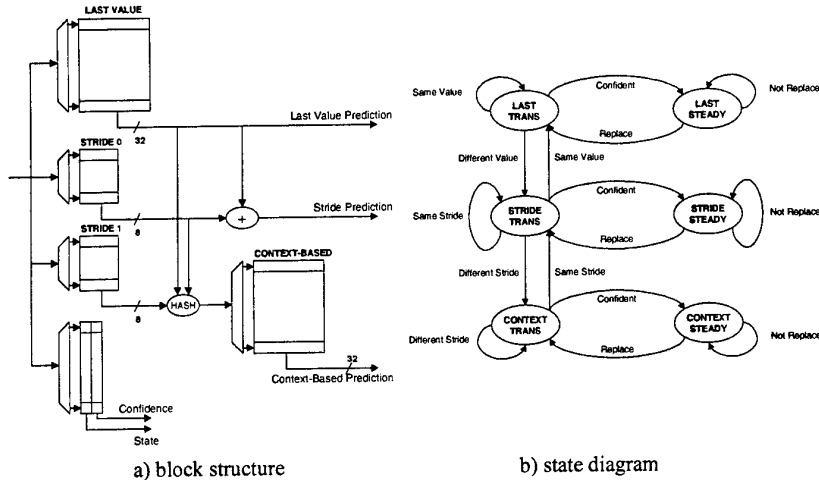 LAST VALUE
Last Value Prediction
32
STRIDE 0
Stride Prediction
8
+
STRIDE 1
CONTEXT-BASED
HASH
8
32
Context-Based Prediction
Confidence
State
a) block structure
Same Value
LAST TRANS
Confident
LAST STEADY
Not Replace
Replace
Different Value
Same Value
Same Stride
STRIDE TRANS
Confident
STRIDE STEADY
Not Replace
Replace
Different Stride
Same Stride
Different Stride
CONTEXT TRANS
Confident
CONTEXT STEADY
Not Replace
Replace
b) state diagram